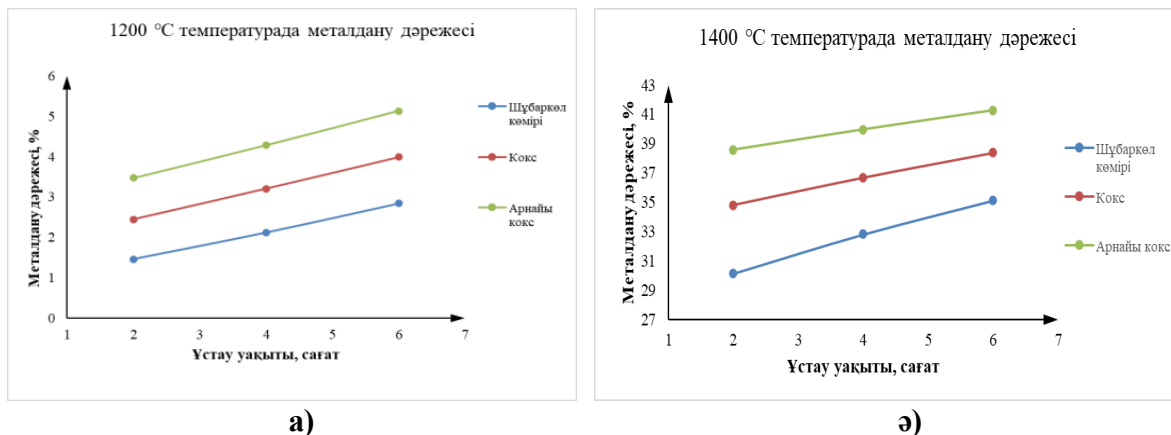 1200 ℃ температурада металдану дәрежесі
6
5
4
3
2
1
0
Металдану дәрежесі, %
1 2 3 4 5 6 7
Ұстау уақыты, сағат
Шұбаркөл
көмірі
Кокс
Арнайы
кокс
а)
1400 ℃ температурада металдану дәрежесі
43
41
39
37
35
33
31
29
27
Металдану дәрежесі, %
1 2 3 4 5 6 7
Ұстау уақыты, сағат
Шұбаркөл
көмірі
Кокс
Арнайы кокс
ә)